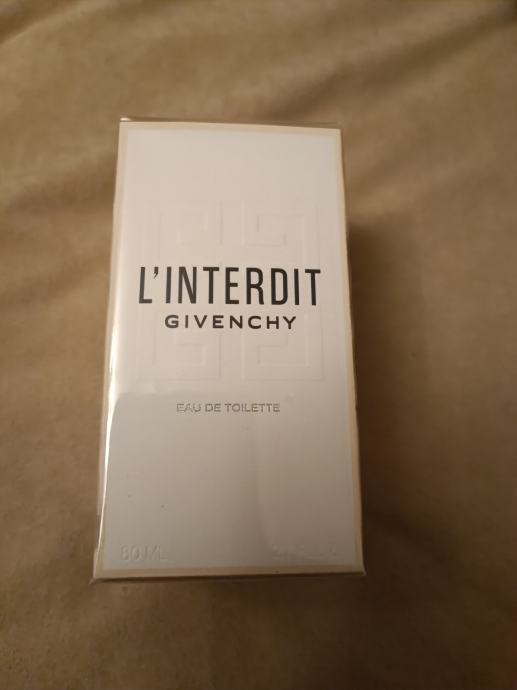 L'INTERDIT
GIVENCHY
EAU DE TOILETTE
80 ML